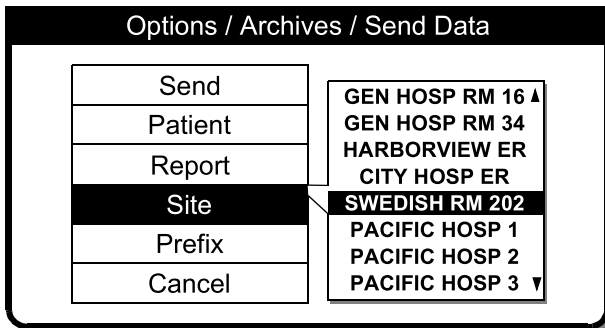 Options / Archives / Send Data
Send
Patient
Report
Site
Prefix
Cancel
GEN HOSP RM 16
GEN HOSP RM 34
HARBORVIEW ER
CITY HOSP ER
SWEDISH RM 202
PACIFIC HOSP 1
PACIFIC HOSP 2
PACIFIC HOSP 3